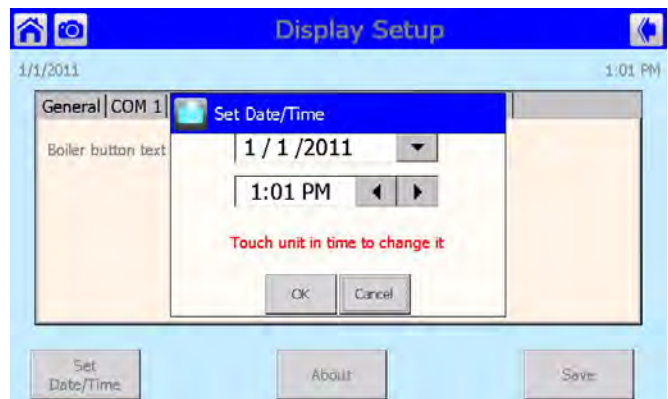 Display Setup
1/1/2011
1:01 PM
General
COM 1
Set Date/Time
Boiler button text
1 / 1 /2011
1:01 PM
Touch unit in time to change it
OK
Cancel
Set
Date/Time
About
Save